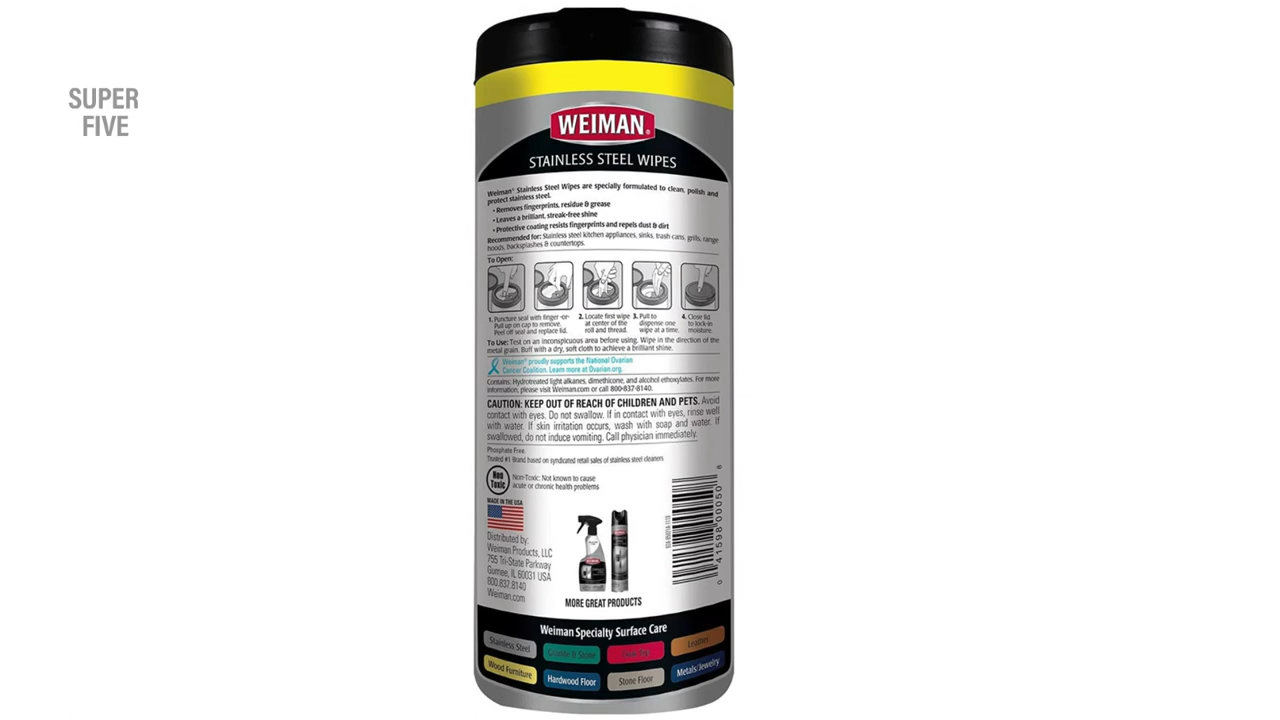 SUPER
FIVE
WEIMAN®
STAINLESS STEEL WIPES
Weiman® Stainless Steel Wipes are specially formulated to clean, polish and
protect stainless steel.
• Removes fingerprints, residue & grease
• Leaves a brilliant, streak-free shine
• Protective coating resists fingerprints and repels dust & dirt
Recommended for: Stainless steel kitchen appliances, sinks, trash cans, grills, range
hoods, backsplashes & countertops.
To Open:
1. Puncture seal with finger -or-
Pull up on cap to remove.
Peel off seal and replace lid.
2. Locate first wipe
at center of the
roll and thread.
3. Pull to
dispense one
wipe at a time.
4. Close lid
to lock-in
moisture.
To Use: Test on an inconspicuous area before using. Wipe in the direction of the
metal grain. Buff with a dry, soft cloth to achieve a brilliant shine.
Weiman® proudly supports the National Ovarian
Cancer Coalition. Learn more at Ovarian.org.
Contains: Hydrotreated light alkanes, dimethicone, and alcohol ethoxylates. For more
information, please visit Weiman.com or call 800-837-8140.
CAUTION: KEEP OUT OF REACH OF CHILDREN AND PETS. Avoid
contact with eyes. Do not swallow. If in contact with eyes, rinse well
with water. If skin irritation occurs, wash with soap and water. If
swallowed, do not induce vomiting. Call physician immediately.
Phosphate Free.
Trusted #1 Brand based on syndicated retail sales of stainless steel cleaners
Non
Toxic
Non-Toxic: Not known to cause
acute or chronic health problems
MADE IN THE USA
Distributed by:
Weiman Products, LLC
755 Tri-State Parkway
Gurnee, IL 60031 USA
800.837.8140
Weiman.com
WEIMAN
MORE GREAT PRODUCTS
0 41598 00050 8
Weiman Specialty Surface Care
Stainless Steel
Granite & Stone
Cook Top
Leather
Wood Furniture
Hardwood Floor
Stone Floor
Metals/Jewelry